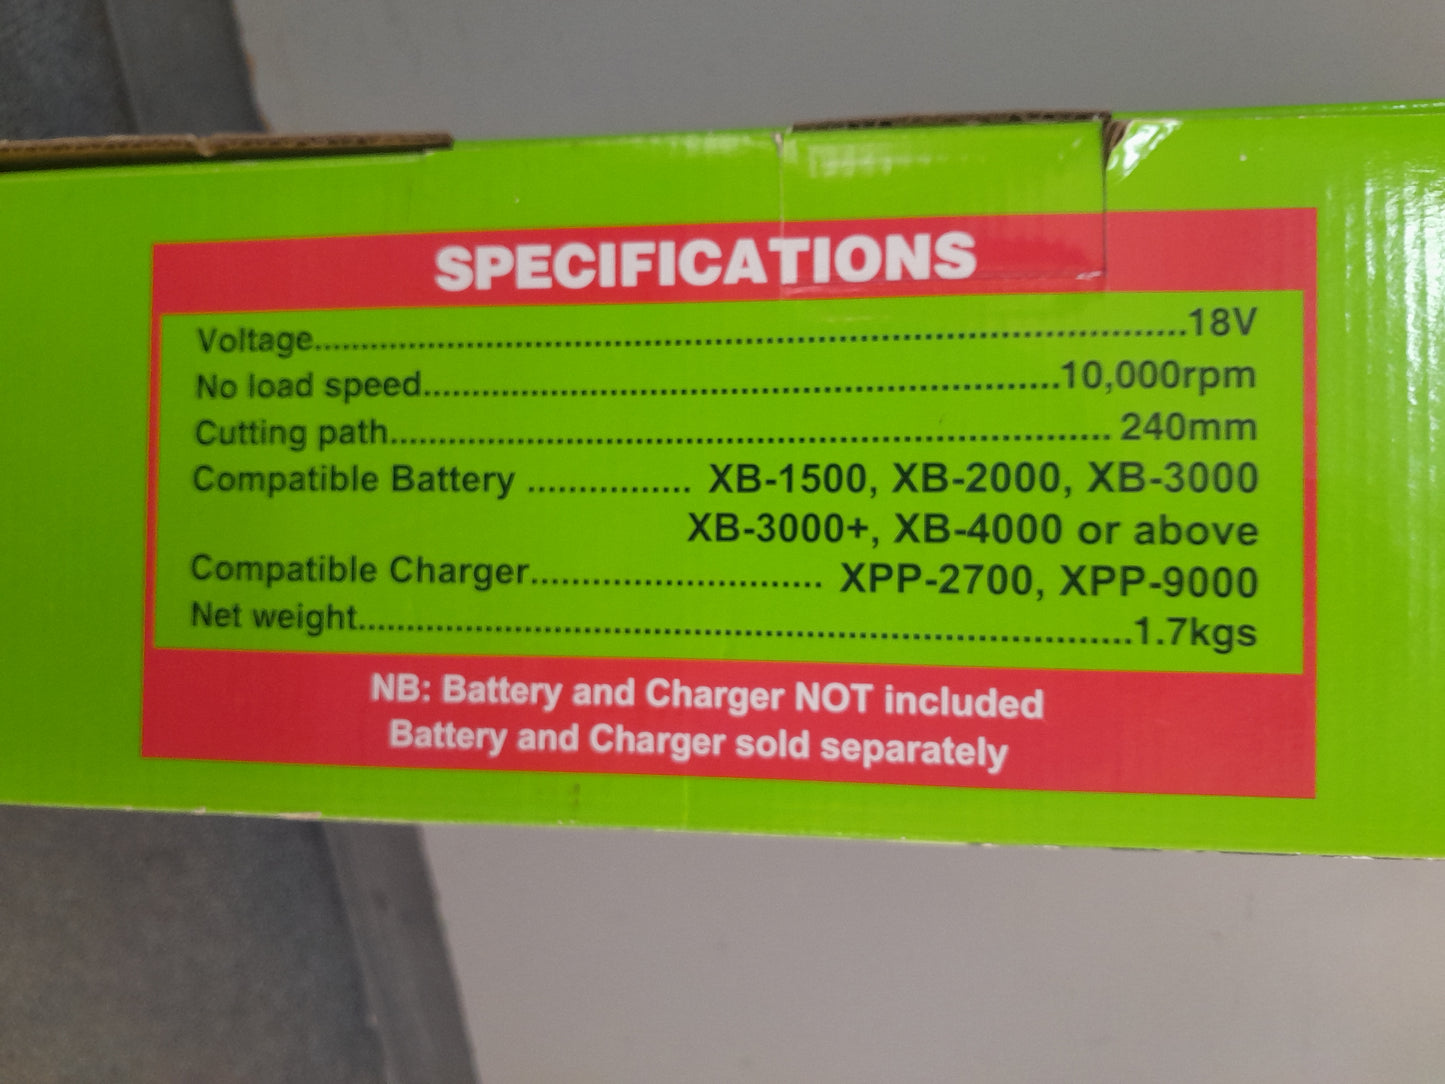 SPECIFICATIONS
Voltage..........................................................................................18V
No load speed.................................................................10,000rpm
Cutting path......................................................................... 240mm
Compatible Battery ................ XB-1500, XB-2000, XB-3000
XB-3000+, XB-4000 or above
Compatible Charger............................ XPP-2700, XPP-9000
Net weight..............................................................................1.7kgs
NB: Battery and Charger NOT included
Battery and Charger sold separately